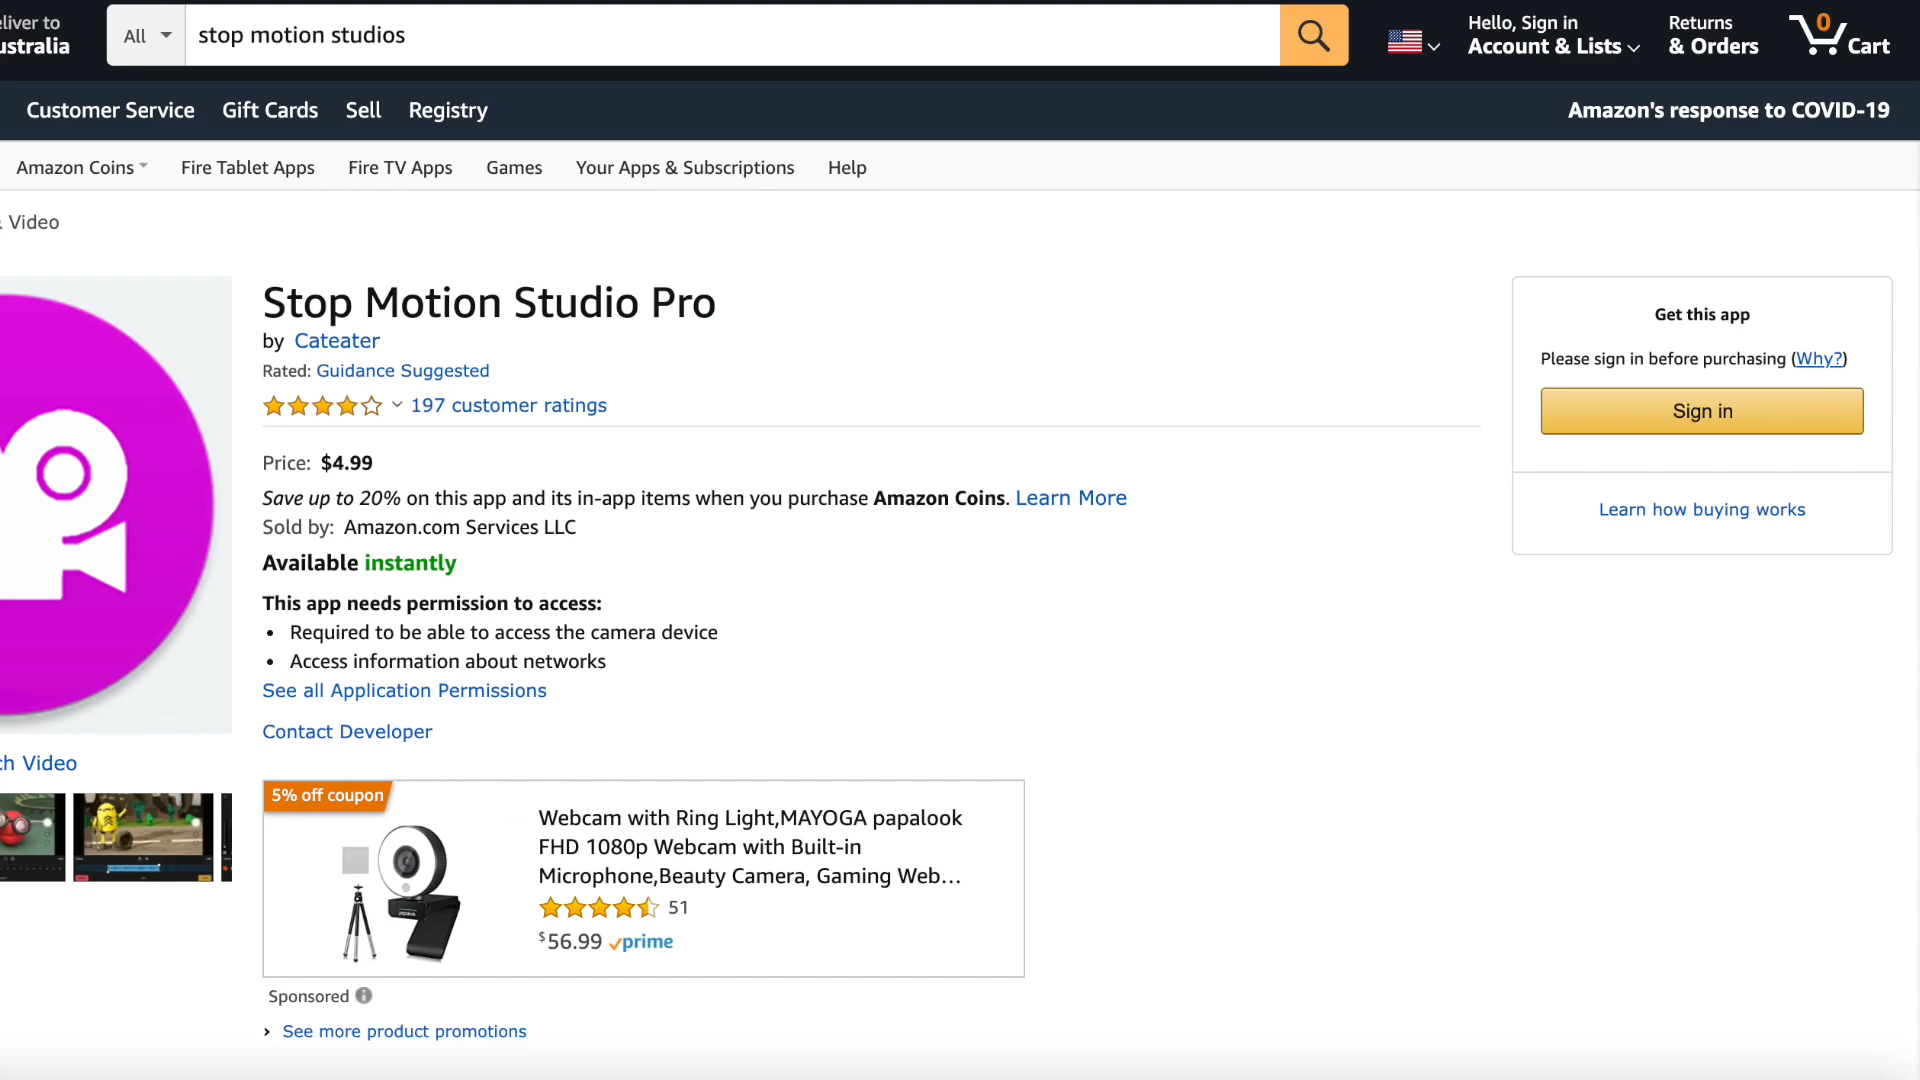 eliver to
ustralia
All
stop motion studios
Hello, Sign in
Account & Lists
Returns
& Orders
0
Cart
Customer Service
Gift Cards
Sell
Registry
Amazon's response to COVID-19
Amazon Coins
Fire Tablet Apps
Fire TV Apps
Games
Your Apps & Subscriptions
Help
& Video
Stop Motion Studio Pro
by Cateater
Rated: Guidance Suggested
197 customer ratings
Price: $4.99
Save up to 20% on this app and its in-app items when you purchase Amazon Coins. Learn More
Sold by: Amazon.com Services LLC
Available instantly
This app needs permission to access:
• Required to be able to access the camera device
• Access information about networks
See all Application Permissions
Contact Developer
ch Video
5% off coupon
Webcam with Ring Light,MAYOGA papalook
FHD 1080p Webcam with Built-in
Microphone,Beauty Camera, Gaming Web...
51
$56.99 prime
Sponsored
› See more product promotions
Get this app
Please sign in before purchasing (Why?)
Sign in
Learn how buying works